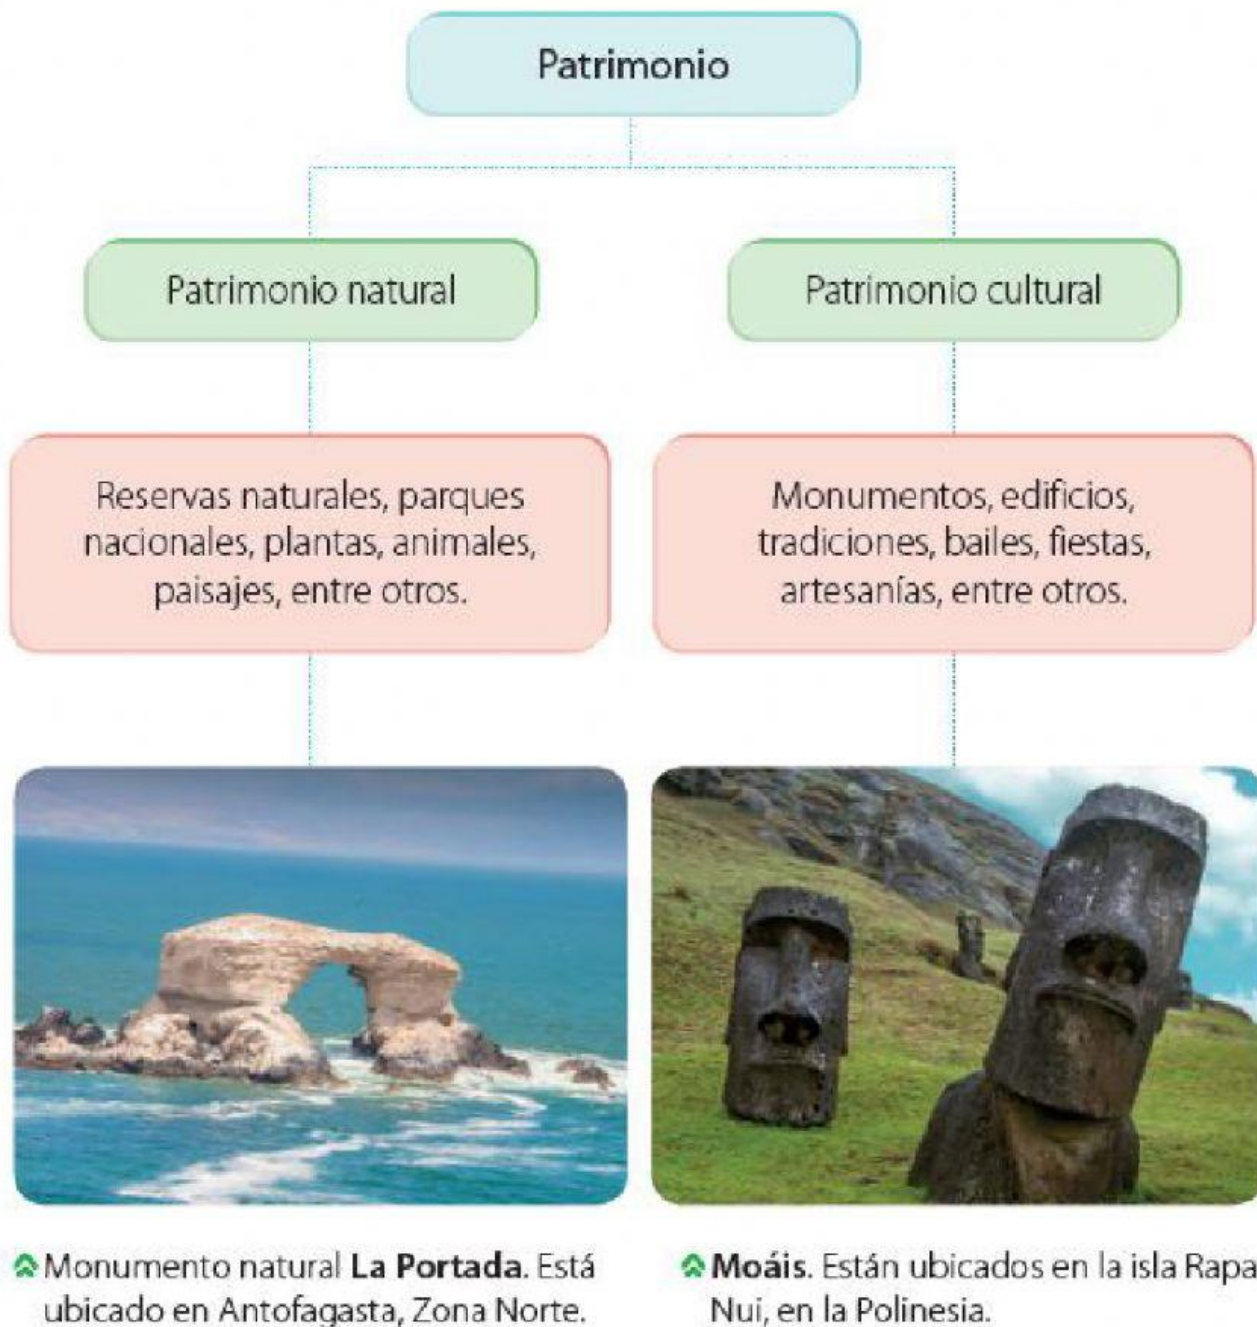 Patrimonio
Patrimonio natural
Patrimonio cultural
Reservas naturales, parques
nacionales, plantas, animales,
paisajes, entre otros.
Monumentos, edificios,
tradiciones, bailes, fiestas,
artesanías, entre otros.
Monumento natural La Portada. Está
ubicado en Antofagasta, Zona Norte.
Moáis. Están ubicados en la isla Rapa
Nui, en la Polinesia.